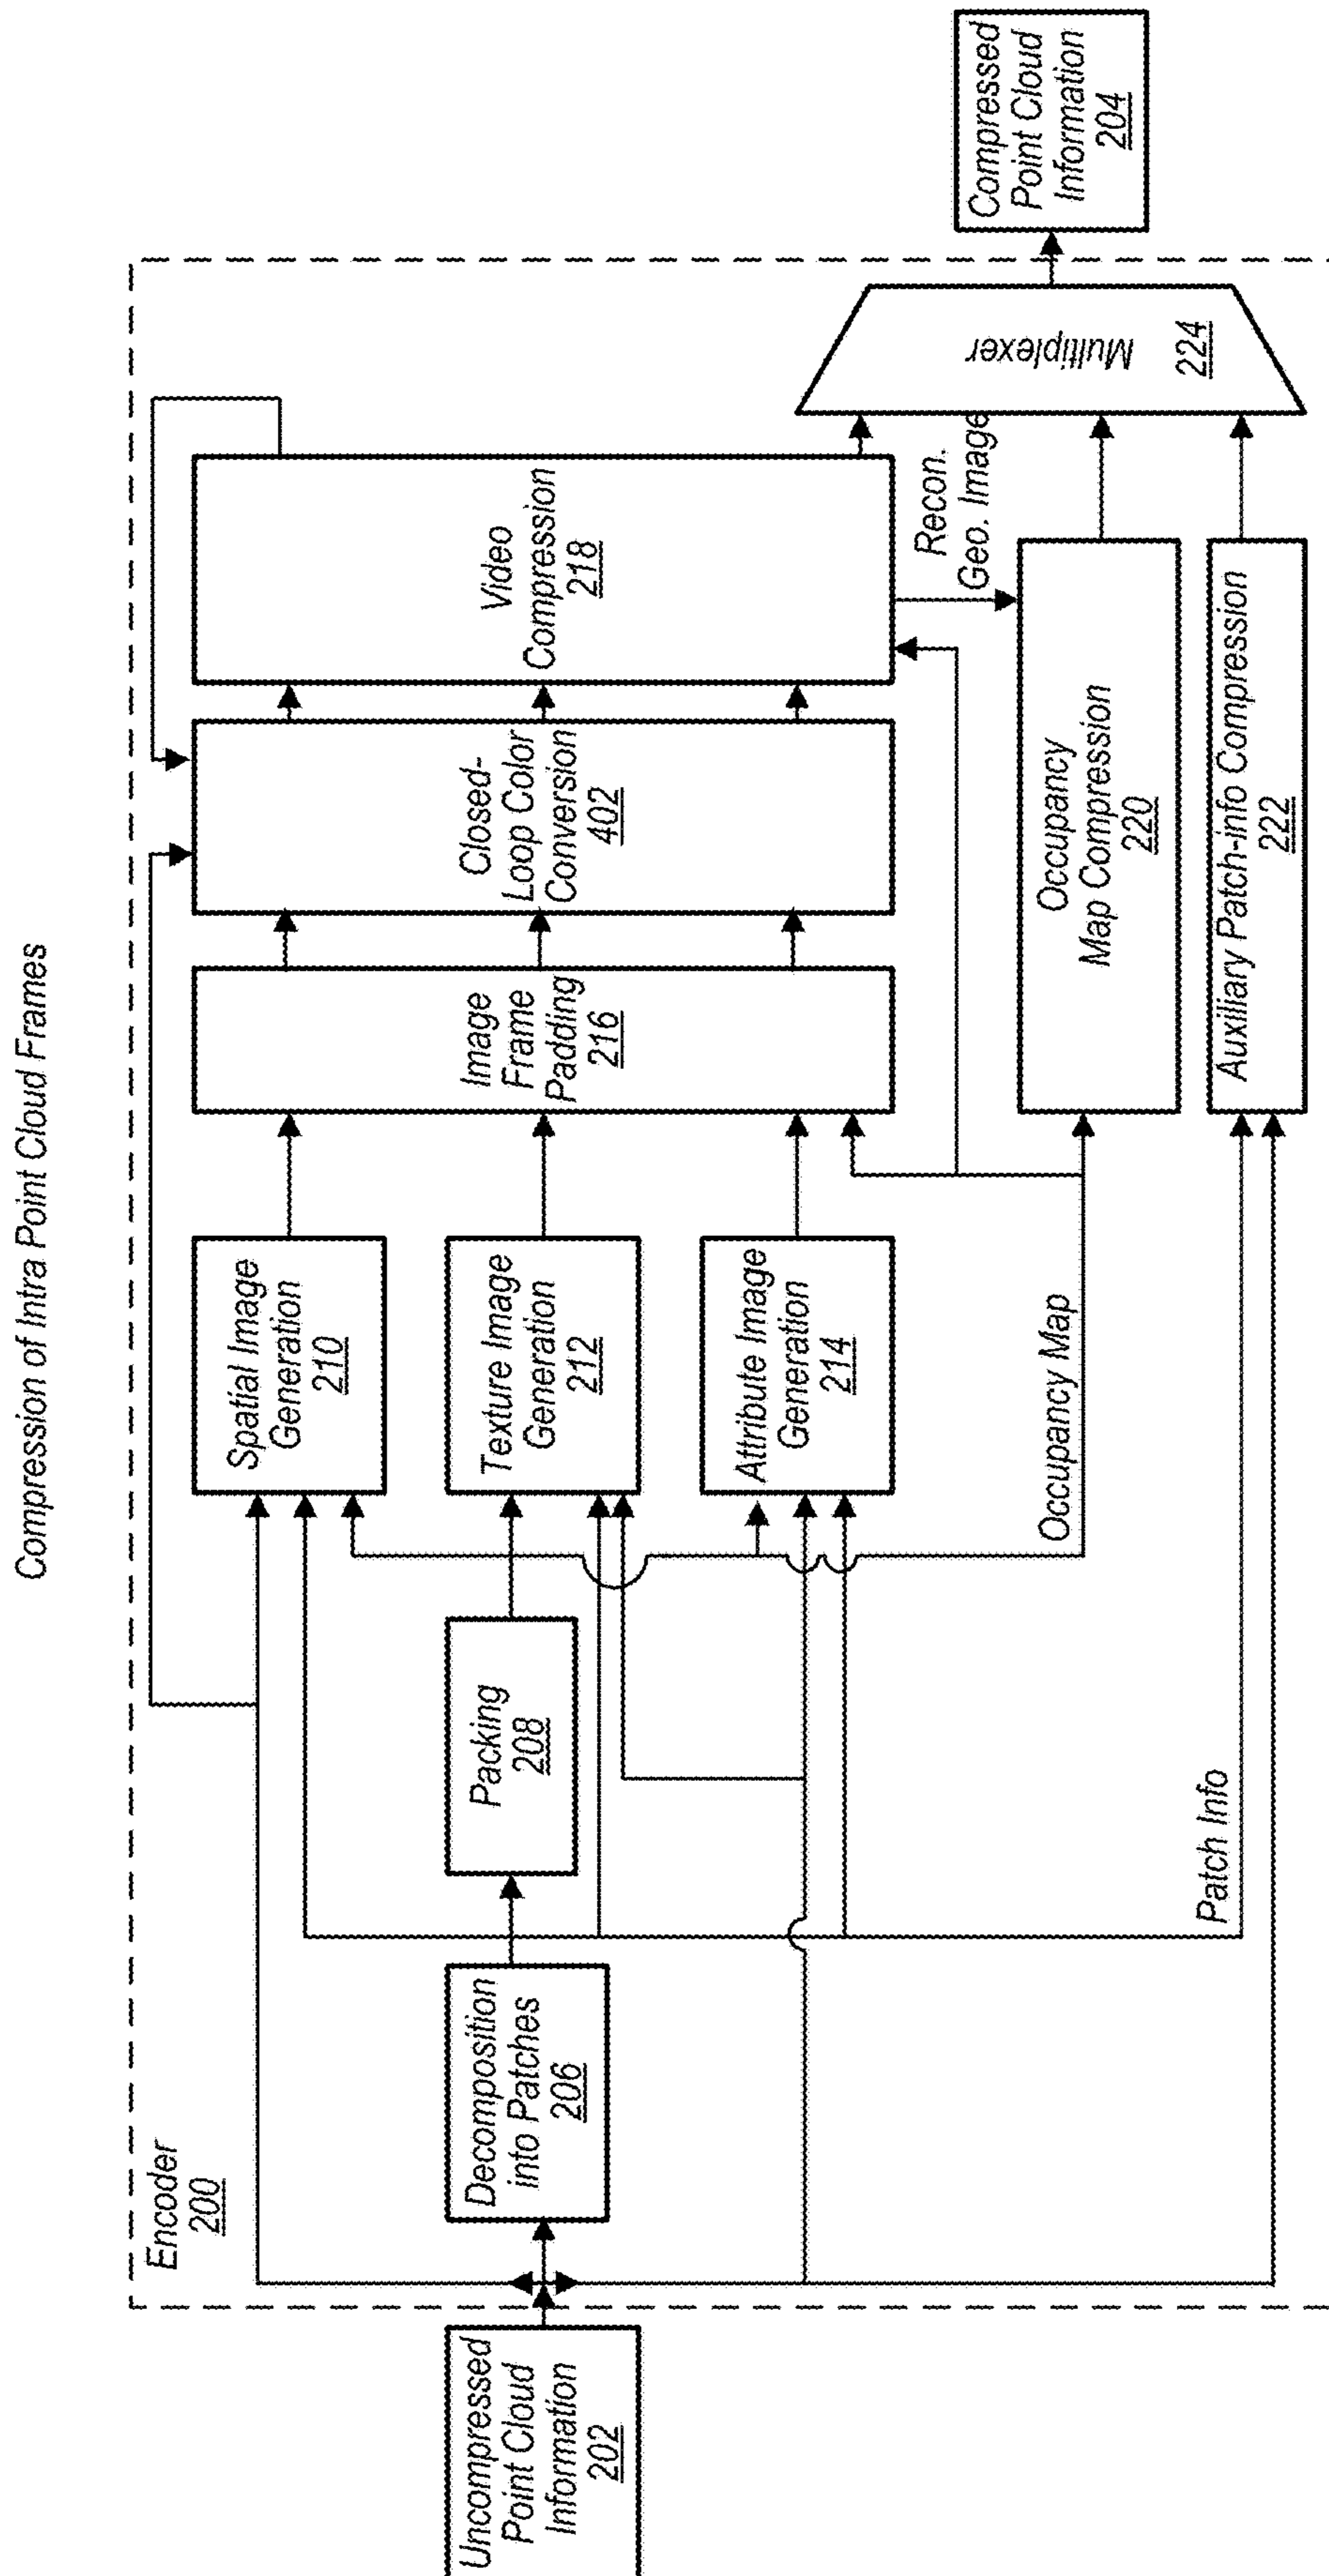 Compression of Intra Point Cloud Frames
Encoder
200
Uncompressed
Point Cloud
Information
202
Decomposition
into Patches
206
Packing
208
Spatial Image
Generation
210
Texture Image
Generation
212
Attribute Image
Generation
214
Image
Frame
Padding
216
Closed-
Loop Color
Conversion
402
Video
Compression
218
Recon.
Geo. Image
Occupancy Map
Occupancy
Map Compression
220
Patch Info
Auxiliary Patch-info Compression
222
Multiplexer
224
Compressed
Point Cloud
Information
204